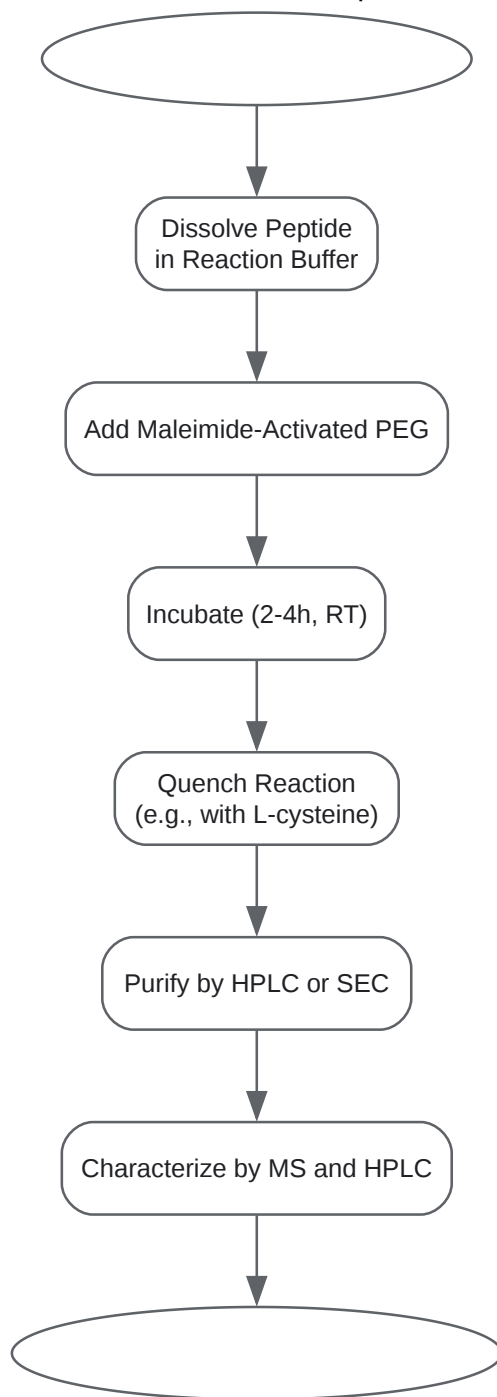 Dissolve Peptide
in Reaction Buffer
Add Maleimide-Activated PEG
Incubate (2-4h, RT)
Quench Reaction
(e.g., with L-cysteine)
Purify by HPLC or SEC
Characterize by MS and HPLC